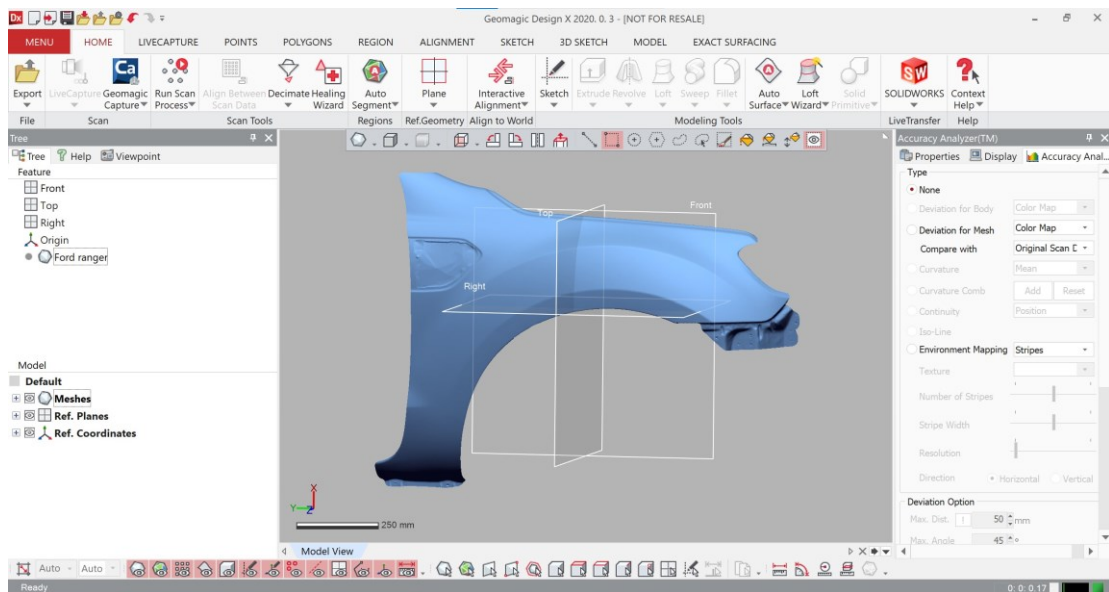 Dx
Geomagic Design X 2020. 0. 3 - [NOT FOR RESALE]
MENU HOME LIVECAPTURE POINTS POLYGONS REGION ALIGNMENT SKETCH 3D SKETCH MODEL EXACT SURFACING
Export LiveCapture Geomagic Capture Run Scan Process Align Between Scan Data Decimate Healing Wizard Auto Segment Plane Interactive Alignment Sketch Extrude Revolve Loft Sweep Fillet Auto Surface Loft Wizard Solid Primitive SOLIDWORKS Context Help
File Scan Scan Tools Regions Ref.Geometry Align to World Modeling Tools LiveTransfer Help
Tree
Tree Help Viewpoint
Feature
Front
Top
Right
Origin
Ford ranger
Model
Default
Meshes
Ref. Planes
Ref. Coordinates
Top
Front
Right
X
Y
Z
250 mm
Model View
Accuracy Analyzer(TM)
Properties Display Accuracy Anal...
Type
None
Deviation for Body Color Map
Deviation for Mesh Color Map
Compare with Original Scan D
Curvature Mean
Curvature Comb Add Reset
Continuity Position
Iso-Line
Environment Mapping Stripes
Texture
Number of Stripes
Stripe Width
Resolution
Direction Horizontal Vertical
Deviation Option
Max. Dist. ! 50 mm
Max. Angle 45 °
Auto Auto
Ready
0: 0: 0.17